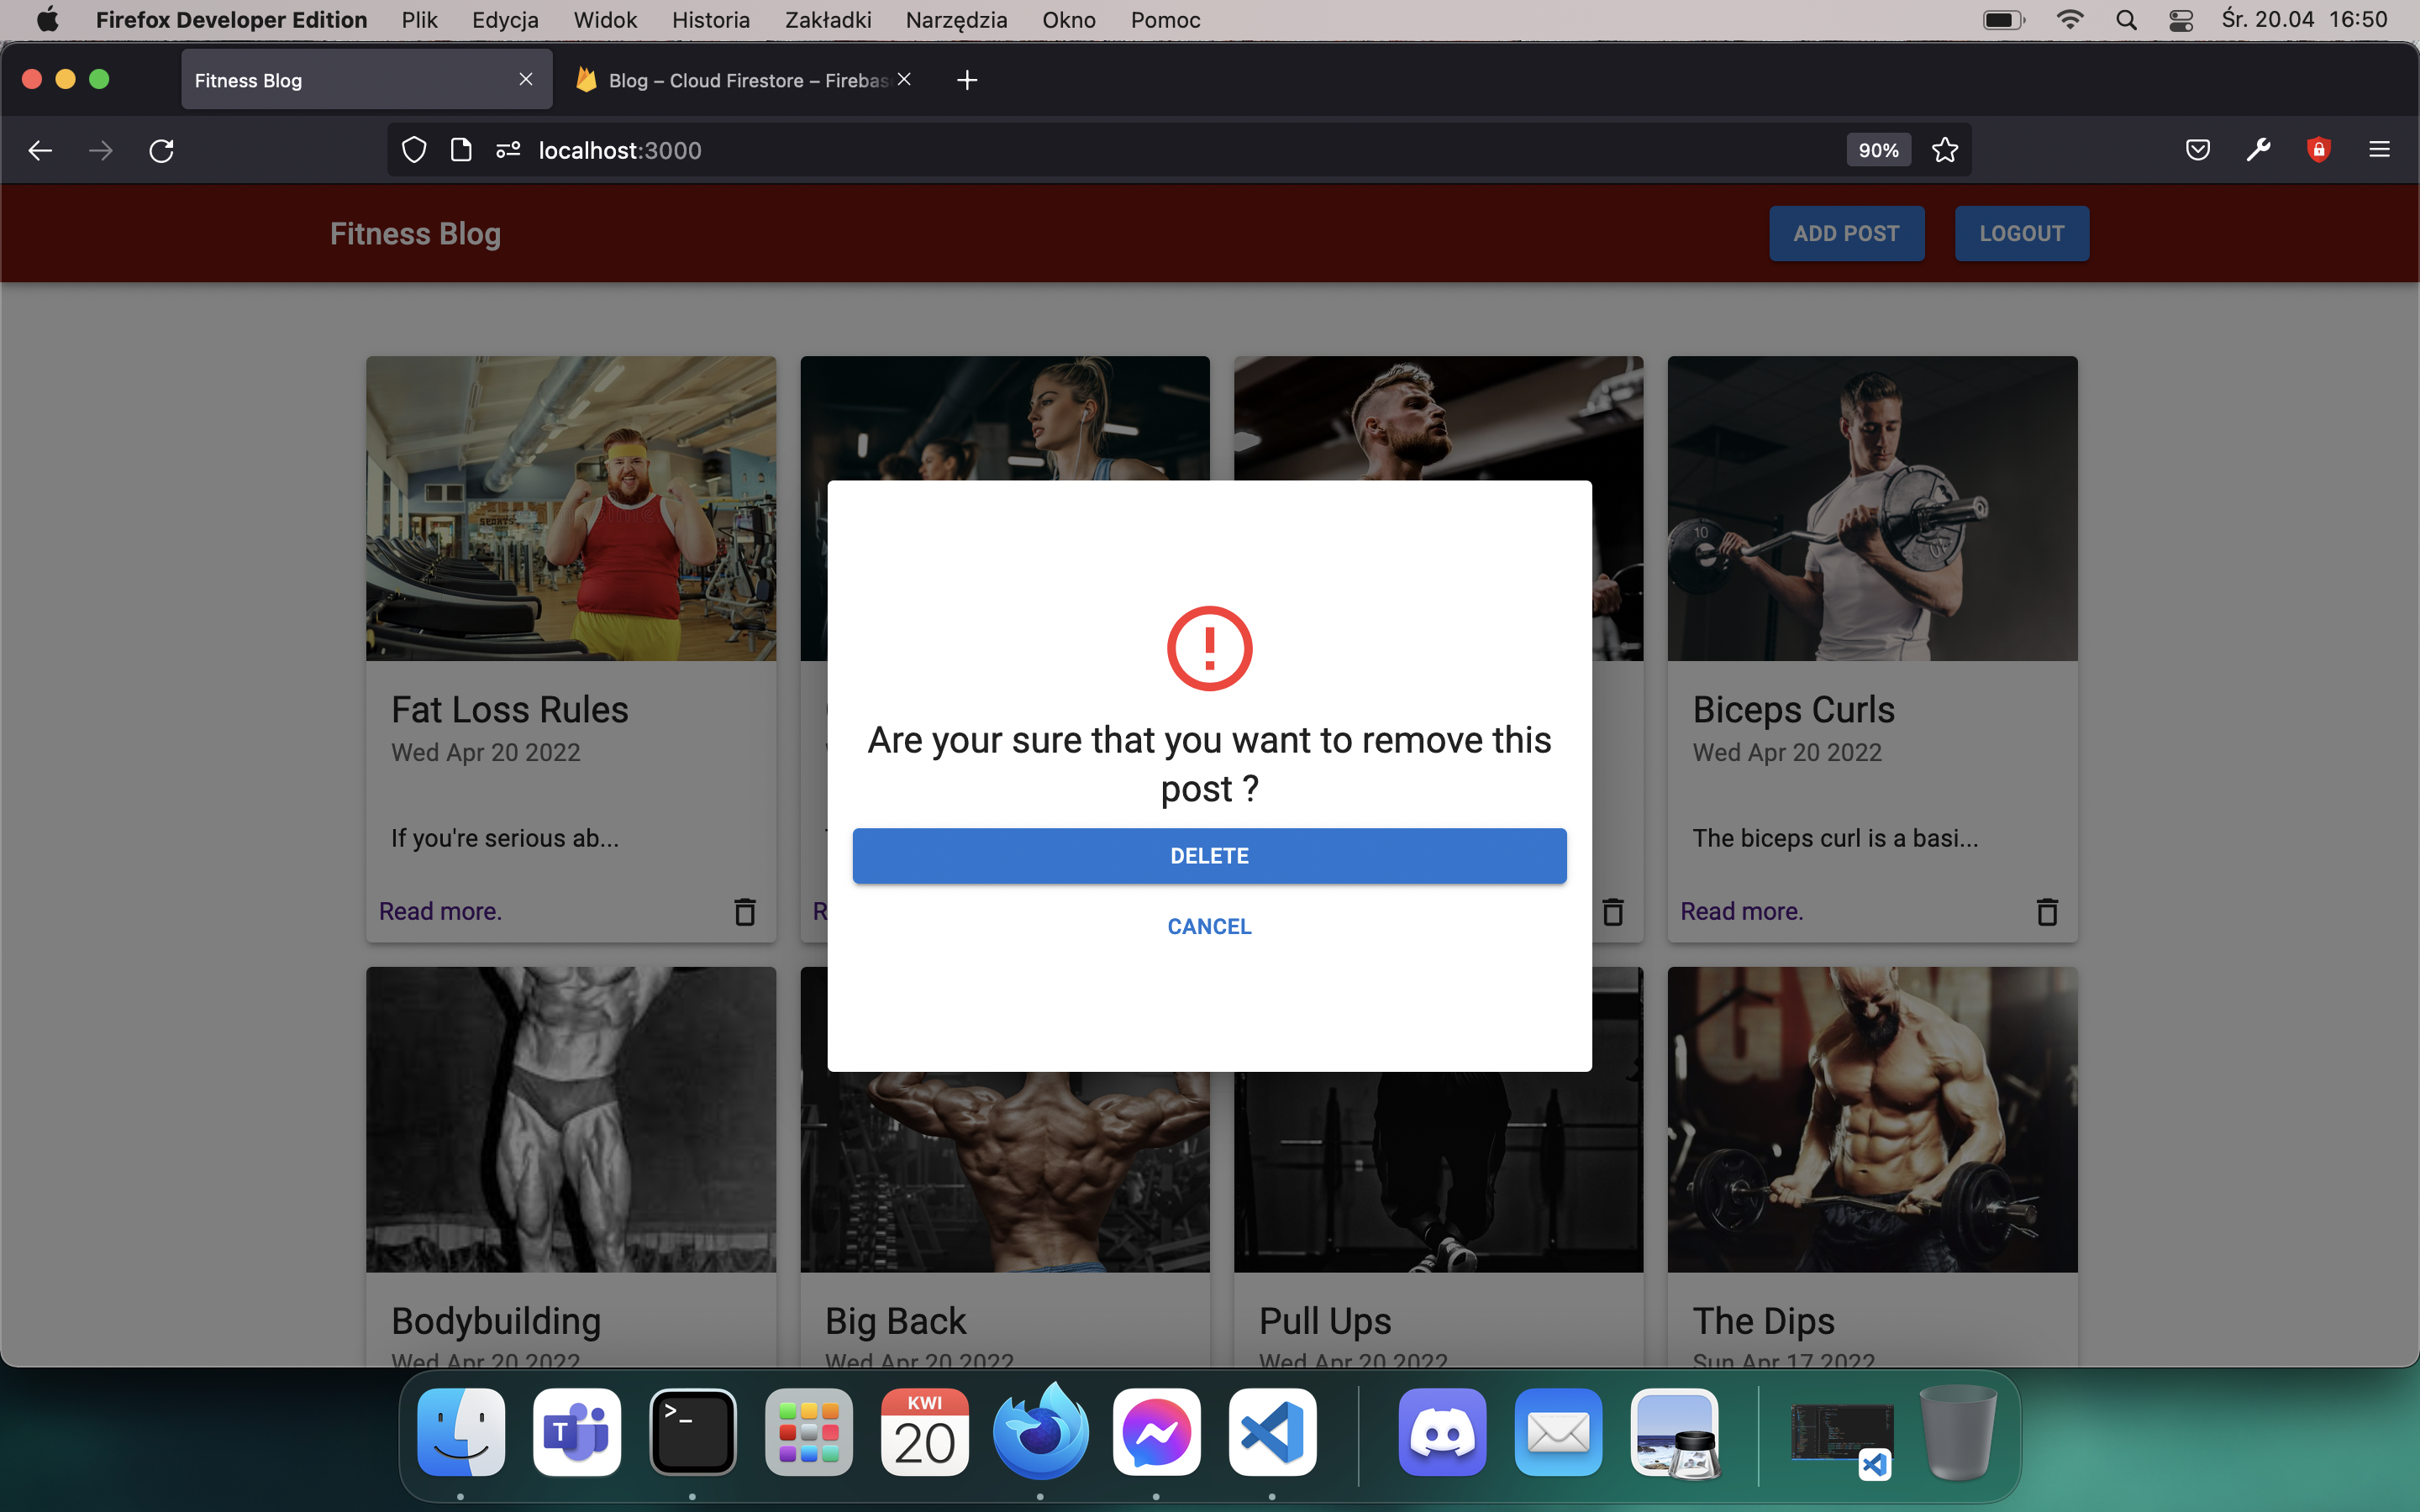 Firefox Developer Edition Plik Edycja Widok Historia Zakładki Narzędzia Okno Pomoc Śr. 20.04 16:50
Fitness Blog Blog – Cloud Firestore – Firebas
localhost:3000 90%
Fitness Blog ADD POST LOGOUT
10
SPORTS
Are your sure that you want to remove this
post ?
DELETE
CANCEL
Fat Loss Rules
Wed Apr 20 2022
If you're serious ab...
Read more.
R
Biceps Curls
Wed Apr 20 2022
The biceps curl is a basi...
Read more.
G
Bodybuilding
Wed Apr 20 2022
Big Back
Wed Apr 20 2022
Pull Ups
Wed Apr 20 2022
The Dips
Sun Apr 17 2022
T
>_
KWI
20